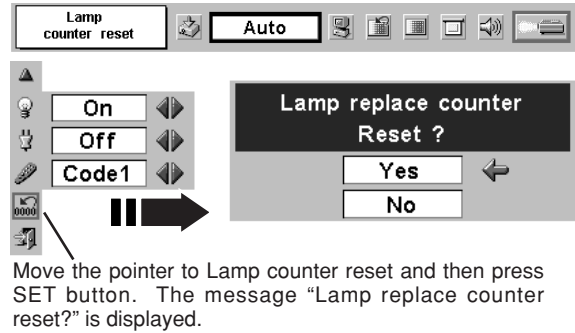 Lamp
counter reset
Auto
On
Off
Code1
0000
Lamp replace counter
Reset ?
Yes
No
Move the pointer to Lamp counter reset and then press
SET button. The message “Lamp replace counter
reset?” is displayed.